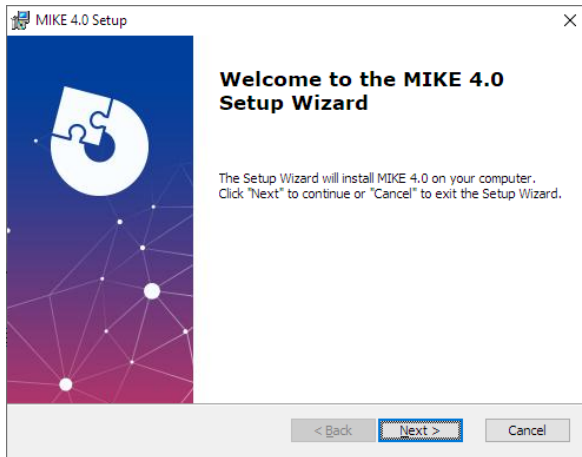 MIKE 4.0 Setup
Welcome to the MIKE 4.0
Setup Wizard
The Setup Wizard will install MIKE 4.0 on your computer.
Click "Next" to continue or "Cancel" to exit the Setup Wizard.
< Back
Next >
Cancel